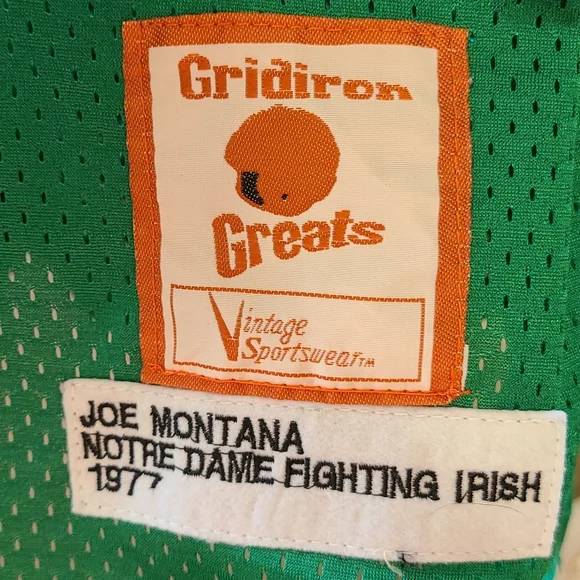 Gridiron
Greats
Vintage
Sportswear™
JOE MONTANA
NOTRE DAME FIGHTING IRISH
1977